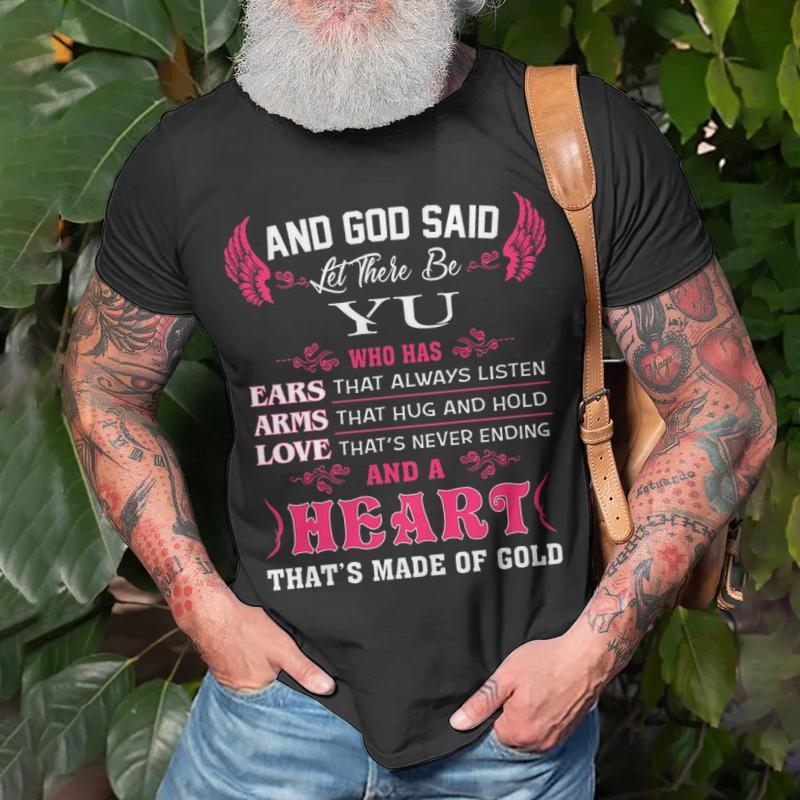 AND GOD SAID
Let There Be
YU
WHO HAS
EARS THAT ALWAYS LISTEN
ARMS THAT HUG AND HOLD
LOVE THAT'S NEVER ENDING
AND A
HEART
THAT'S MADE OF GOLD
Estuardo